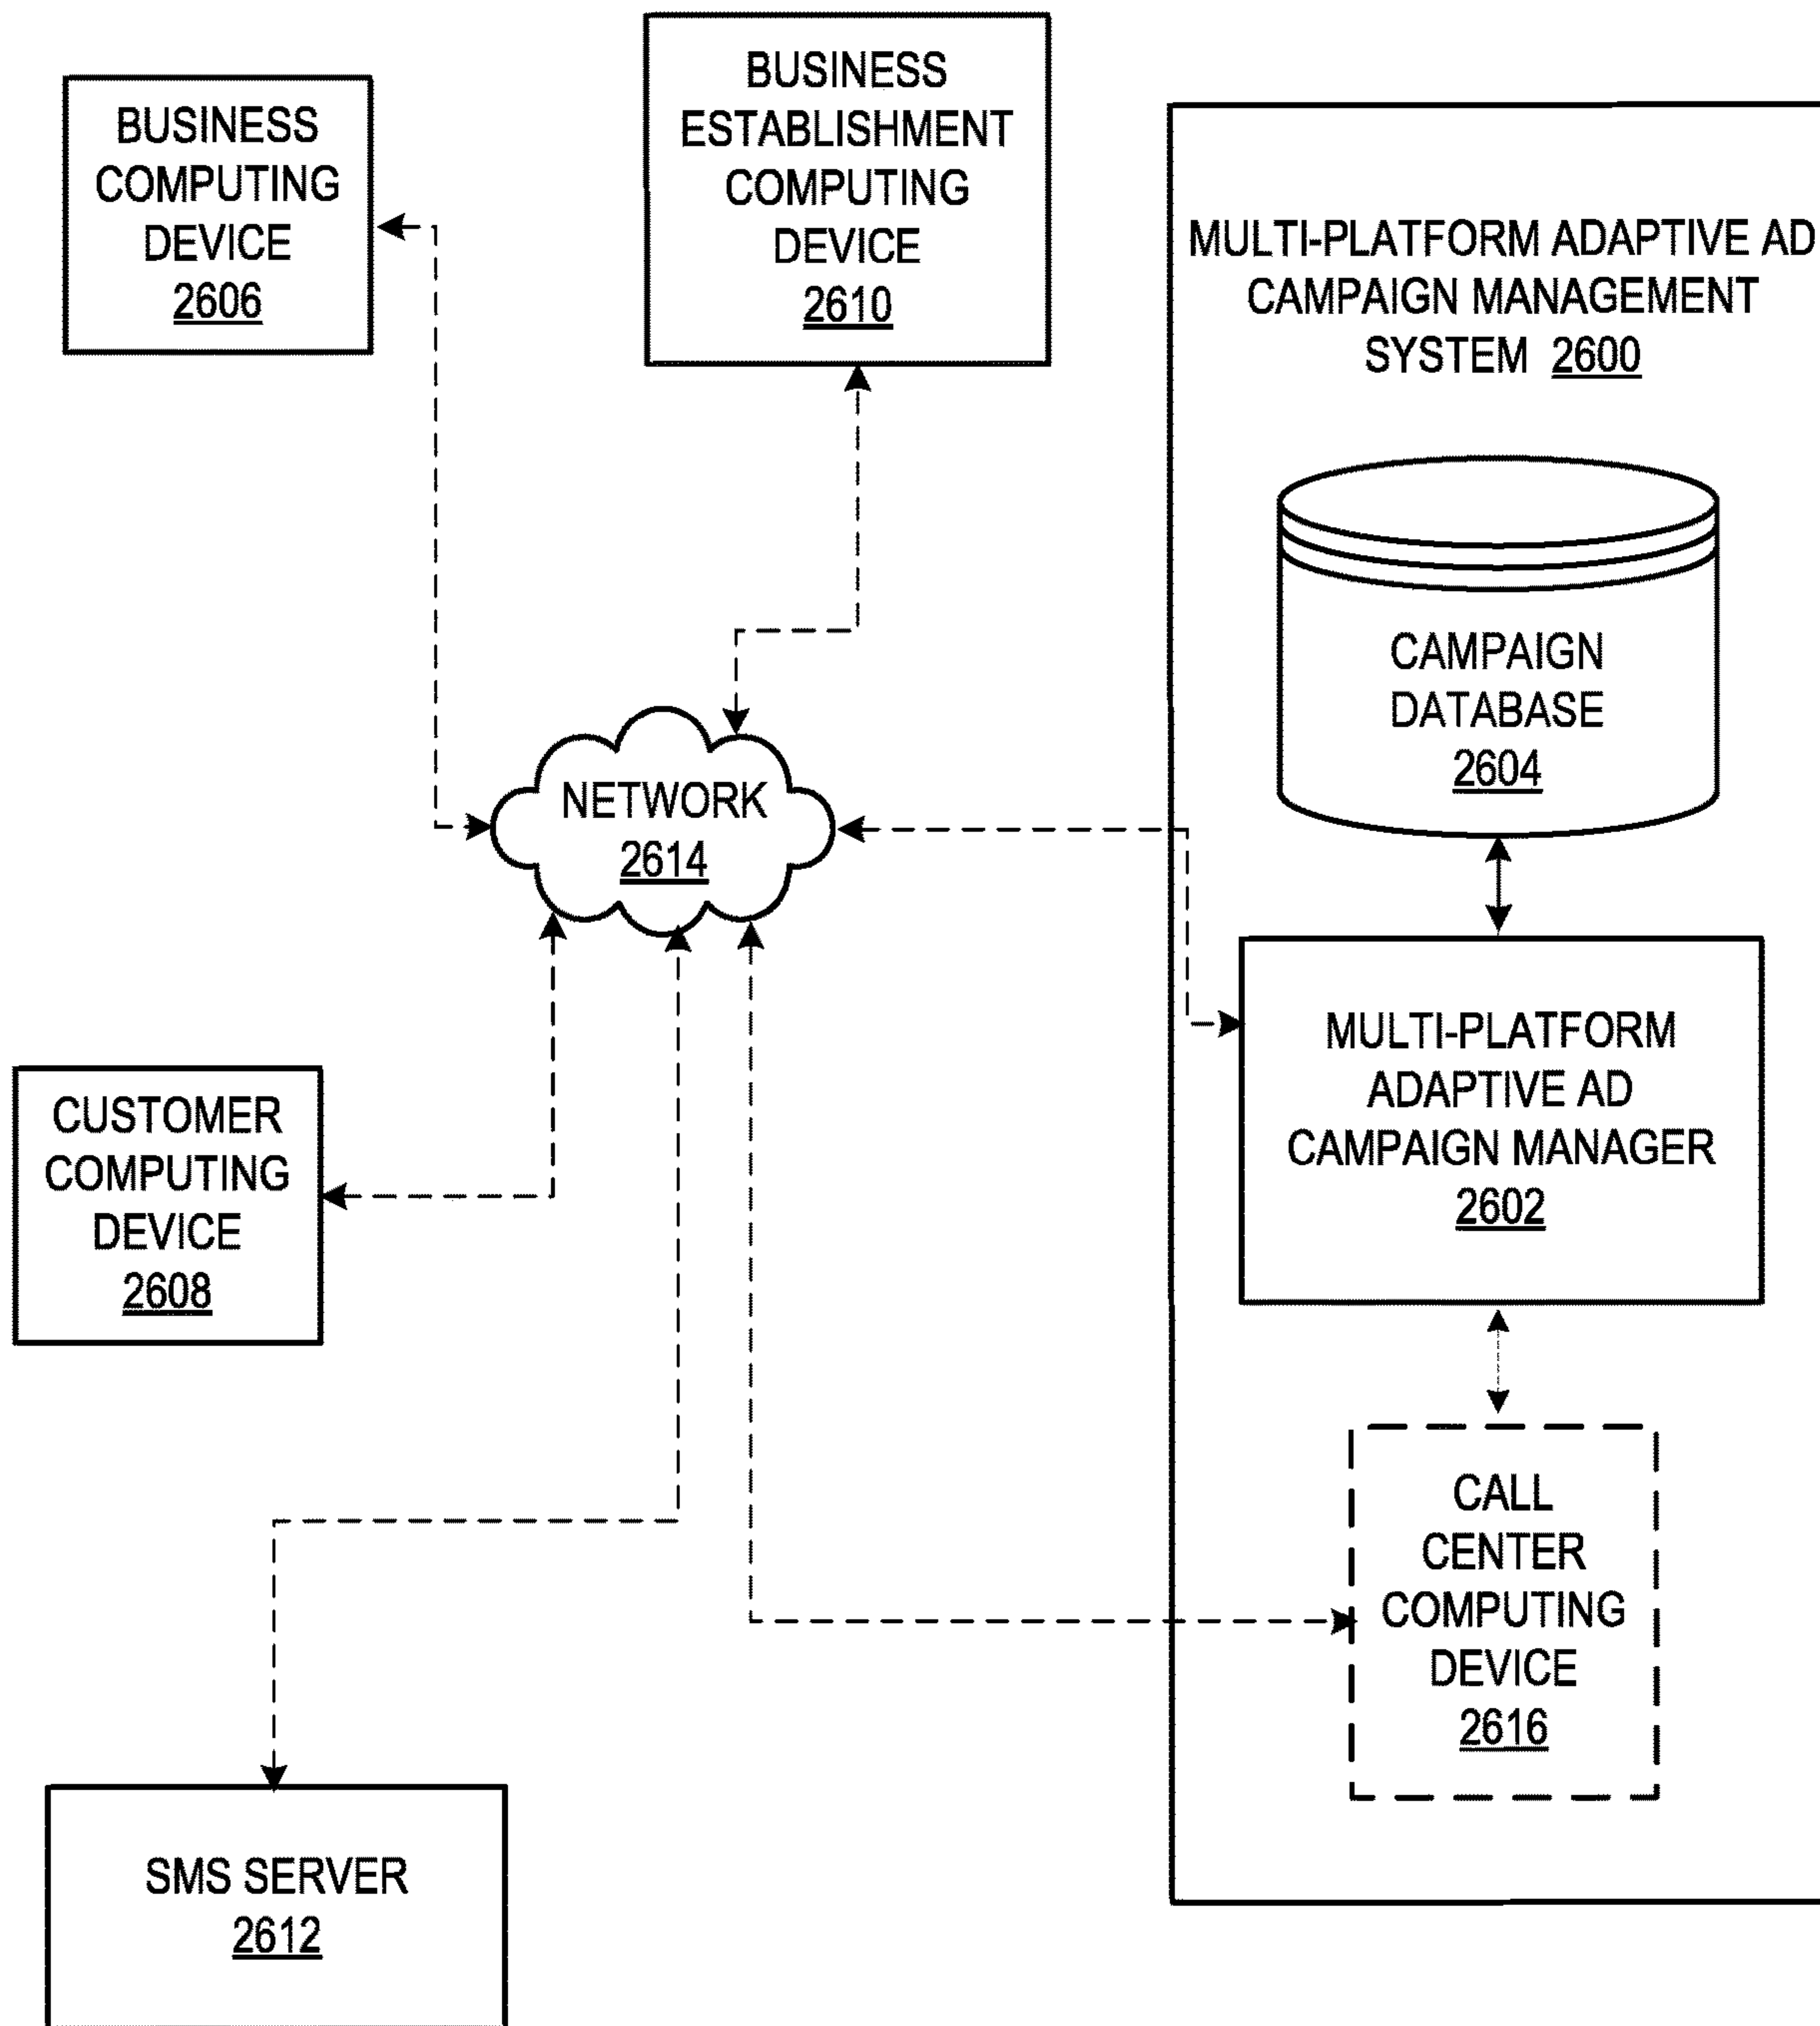 BUSINESS
COMPUTING
DEVICE
2606
BUSINESS
ESTABLISHMENT
COMPUTING
DEVICE
2610
MULTI-PLATFORM ADAPTIVE AD
CAMPAIGN MANAGEMENT
SYSTEM 2600
CAMPAIGN
DATABASE
2604
NETWORK
2614
MULTI-PLATFORM
ADAPTIVE AD
CAMPAIGN MANAGER
2602
CUSTOMER
COMPUTING
DEVICE
2608
CALL
CENTER
COMPUTING
DEVICE
2616
SMS SERVER
2612